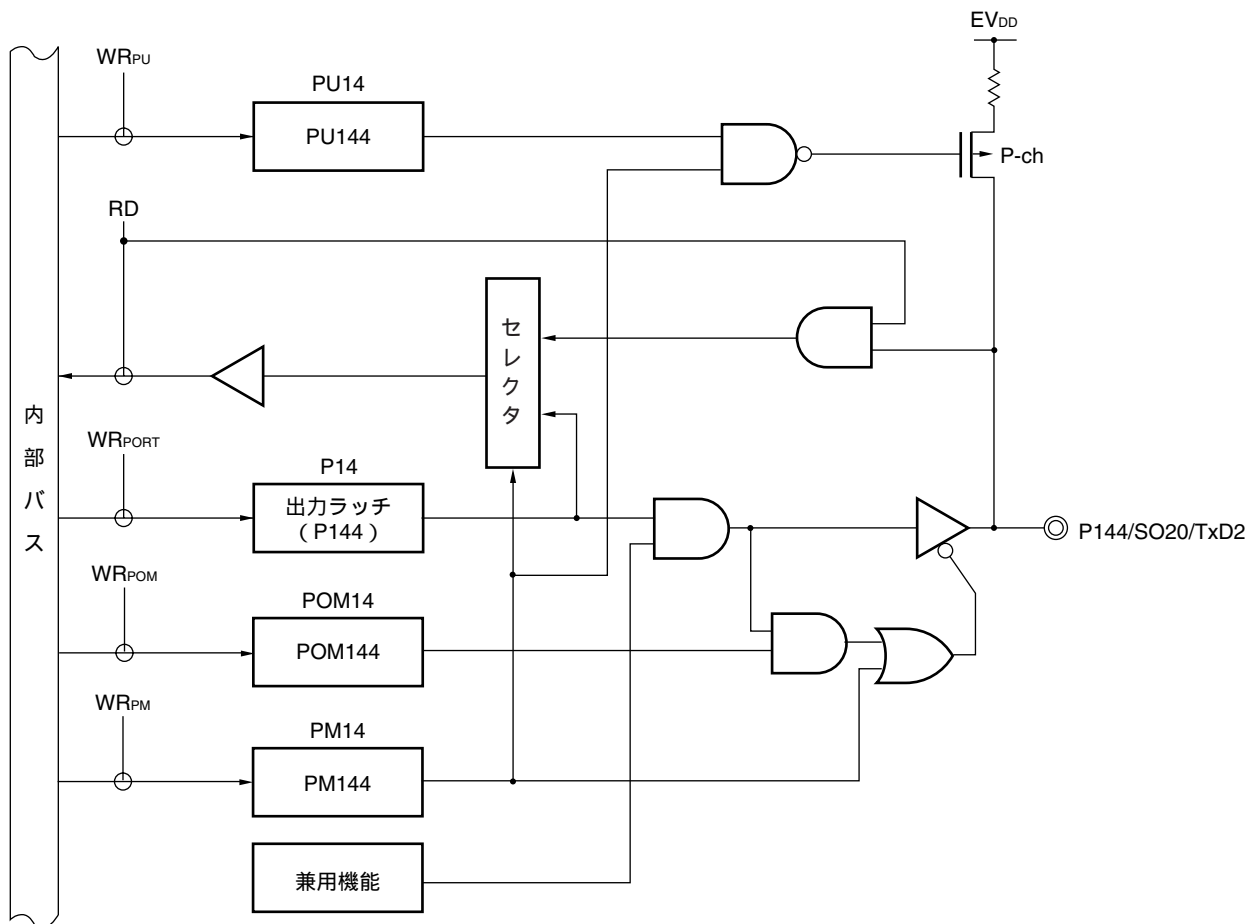 EVDD
WRPU
PU14
PU144
P-ch
RD
セレクタ
内部バス
WRPORT
P14
出力ラッチ
（P144）
P144/SO20/TxD2
WRPOM
POM14
POM144
WRPM
PM14
PM144
兼用機能